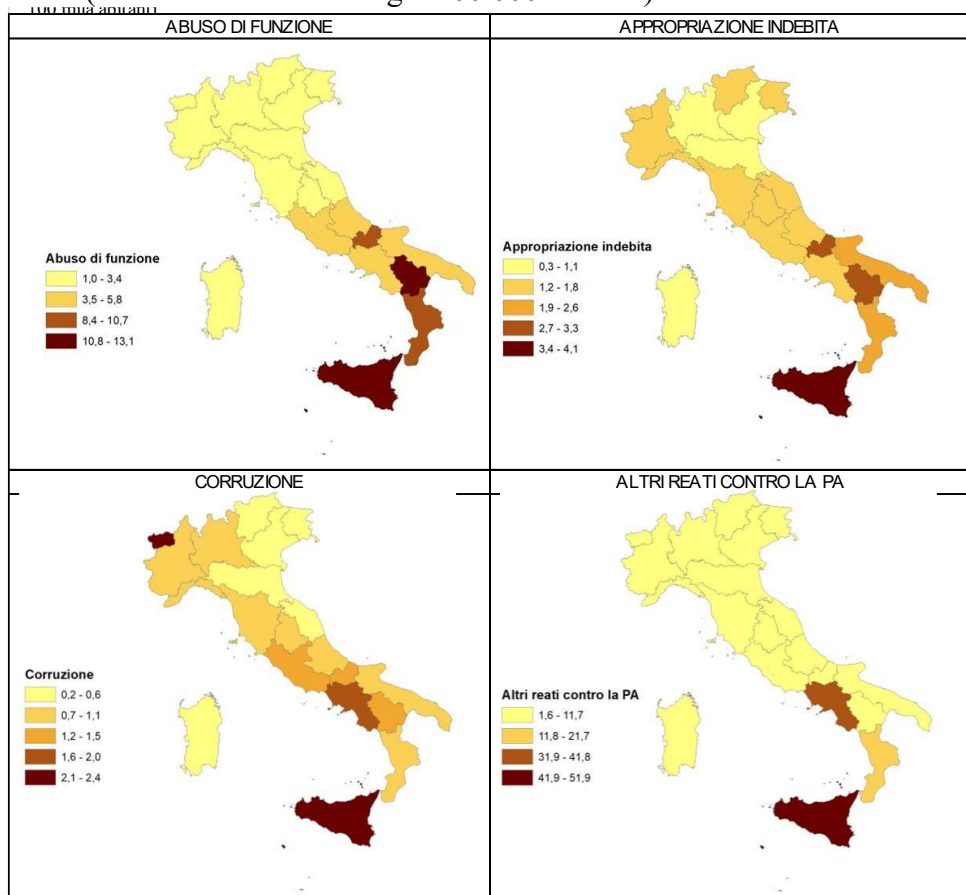 100 mila abitanti
ABUSO DI FUNZIONE
APPROPRIAZIONE INDEBITA
Abuso di funzione
1,0 - 3,4
3,5 - 5,8
8,4 - 10,7
10,8 - 13,1
Appropriazione indebita
0,3 - 1,1
1,2 - 1,8
1,9 - 2,6
2,7 - 3,3
3,4 - 4,1
CORRUZIONE
ALTRI REATI CONTRO LA PA
Corruzione
0,2 - 0,6
0,7 - 1,1
1,2 - 1,5
1,6 - 2,0
2,1 - 2,4
Altri reati contro la PA
1,6 - 11,7
11,8 - 21,7
31,9 - 41,8
41,9 - 51,9